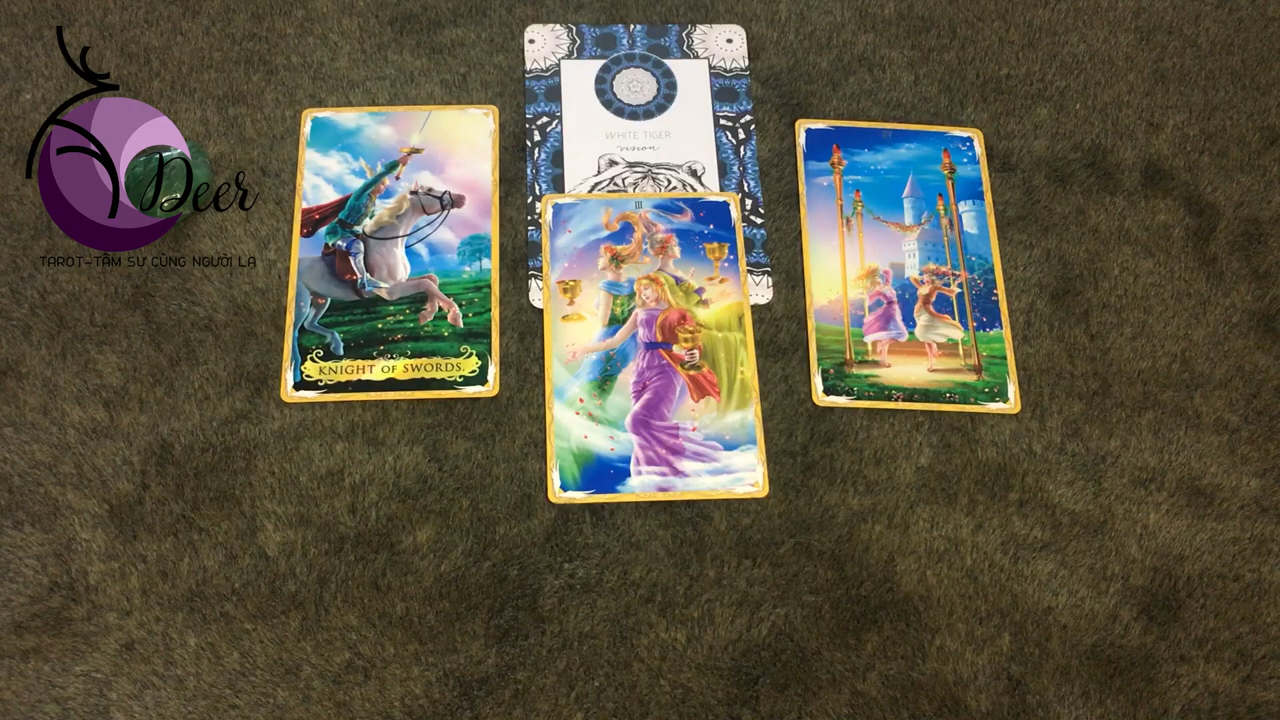 Deer
TAROT-TÂM SỰ CÙNG NGƯỜI LẠ
WHITE TIGER
vision
III
KNIGHT OF SWORDS.